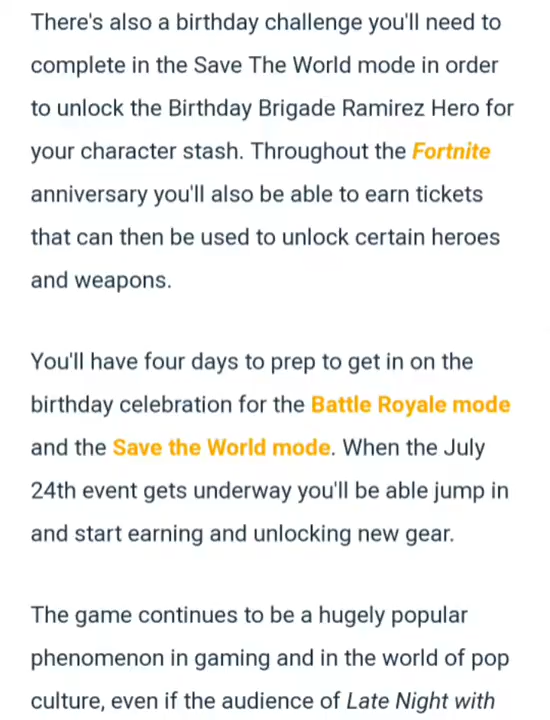 There's also a birthday challenge you'll need to
complete in the Save The World mode in order
to unlock the Birthday Brigade Ramirez Hero for
your character stash. Throughout the Fortnite
anniversary you'll also be able to earn tickets
that can then be used to unlock certain heroes
and weapons.
You'll have four days to prep to get in on the
birthday celebration for the Battle Royale mode
and the Save the World mode. When the July
24th event gets underway you'll be able jump in
and start earning and unlocking new gear.
The game continues to be a hugely popular
phenomenon in gaming and in the world of pop
culture, even if the audience of Late Night with